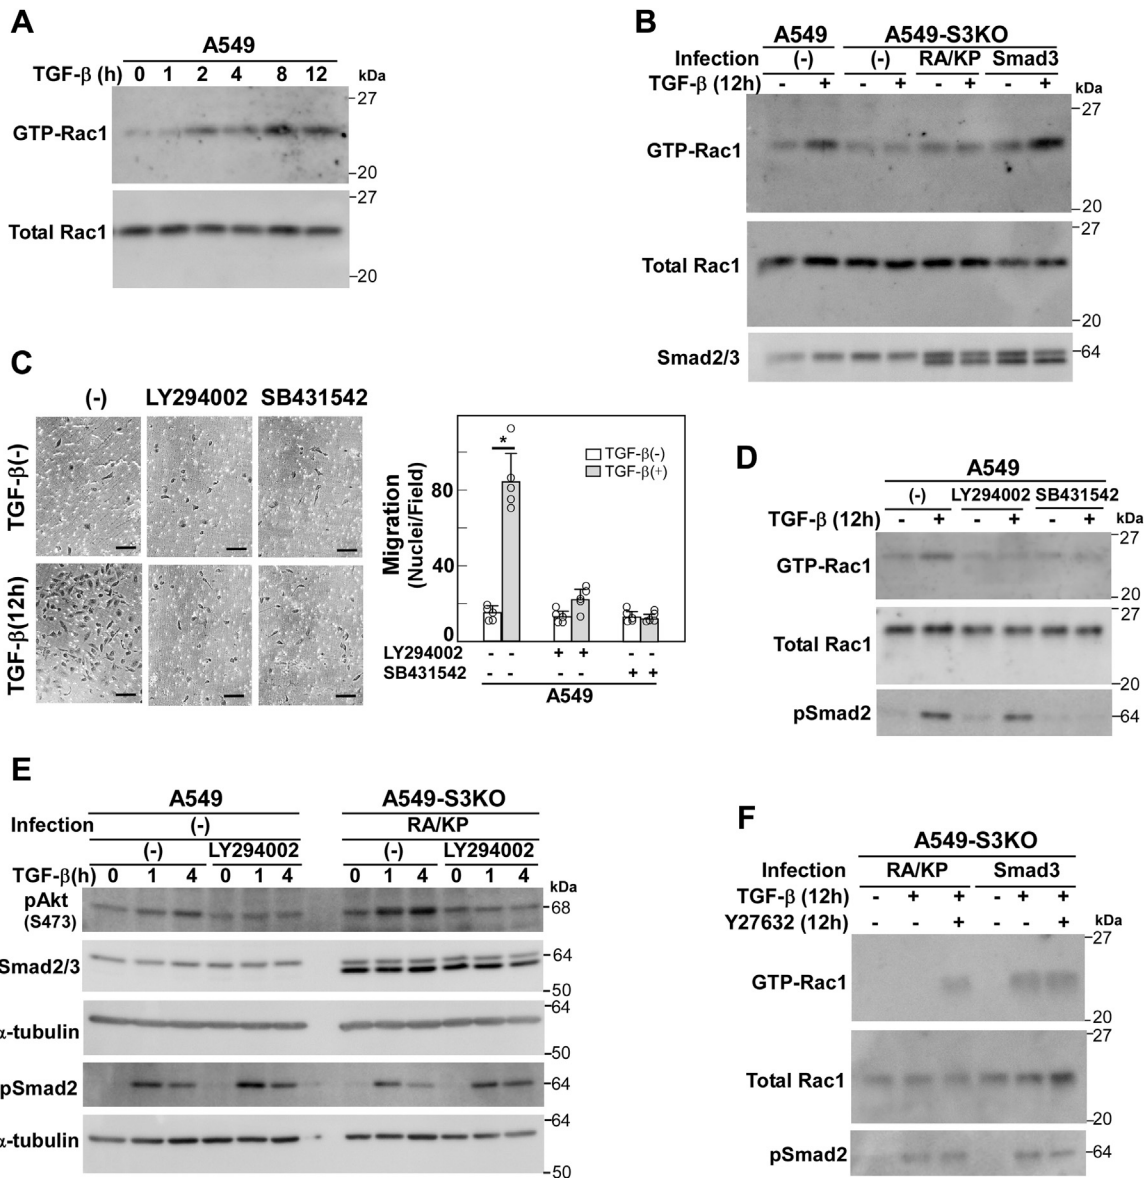 A
A549
TGF-β (h) 0 1 2 4 8 12 kDa
27
GTP-Rac1
20
27
Total Rac1
20
B
A549 A549-S3KO
Infection (-) (-) RA/KP Smad3
TGF-β (12h) - + - + - + - + kDa
27
GTP-Rac1
20
27
Total Rac1
20
Smad2/3 64
C
(-) LY294002 SB431542
TGF-β(-)
TGF-β(12h)
Migration
(Nuclei/Field)
80
40
0
*
TGF-β(-)
TGF-β(+)
LY294002 - - + +
SB431542 - - + +
A549
D
A549
(-) LY294002 SB431542
TGF-β (12h) - + - + - + kDa
27
GTP-Rac1
20
27
Total Rac1
20
pSmad2 64
E
A549 A549-S3KO
Infection (-) RA/KP
(-) LY294002 (-) LY294002
TGF-β(h) 0 1 4 0 1 4 0 1 4 0 1 4 kDa
pAkt
(S473)
68
Smad2/3 64
50
64
α-tubulin
50
pSmad2 64
64
α-tubulin
50
F
A549-S3KO
Infection RA/KP Smad3
TGF-β (12h) - + + - + +
Y27632 (12h) - - + - - + kDa
27
GTP-Rac1
20
27
Total Rac1
20
pSmad2 64